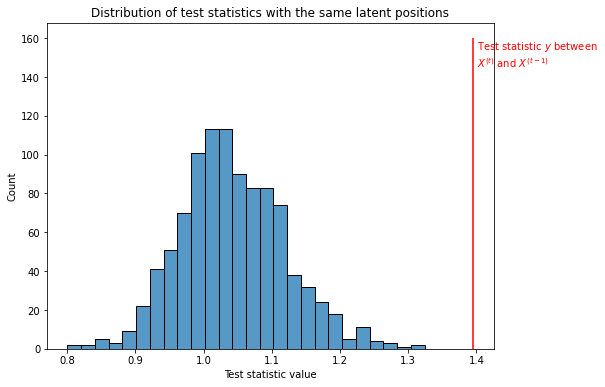 Distribution of test statistics with the same latent positions
160
140
120
100
80
60
40
20
0
Count
0.8 0.9 1.0 1.1 1.2 1.3 1.4
Test statistic value
Test statistic y between
X^(t) and X^(t−1)